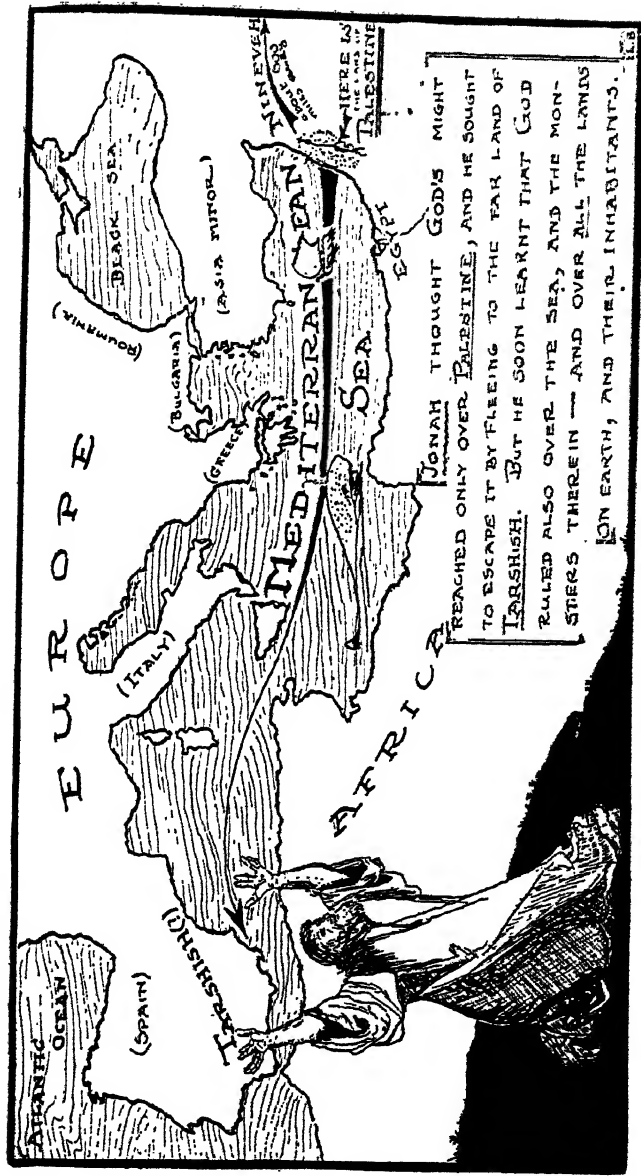 ATLANTIC
OCEAN
(SPAIN)
TARSHISH(?)
EUROPE
(ITALY)
(GREECE)
(BULGARIA)
(ROUMANIA)
BLACK SEA
(ASIA MINOR)
MEDITERRANEAN
SEA
AFRICA
EGYPT
NINEVEH
ABOUT 600
MILES
HERE IS
THE LAND OF
PALESTINE
JONAH THOUGHT GOD'S MIGHT
REACHED ONLY OVER PALESTINE, AND HE SOUGHT
TO ESCAPE IT BY FLEEING TO THE FAR LAND OF
TARSHISH. BUT HE SOON LEARNT THAT GOD
RULED ALSO OVER THE SEA, AND THE MON-
STERS THEREIN — AND OVER ALL THE LANDS
ON EARTH, AND THEIR INHABITANTS.